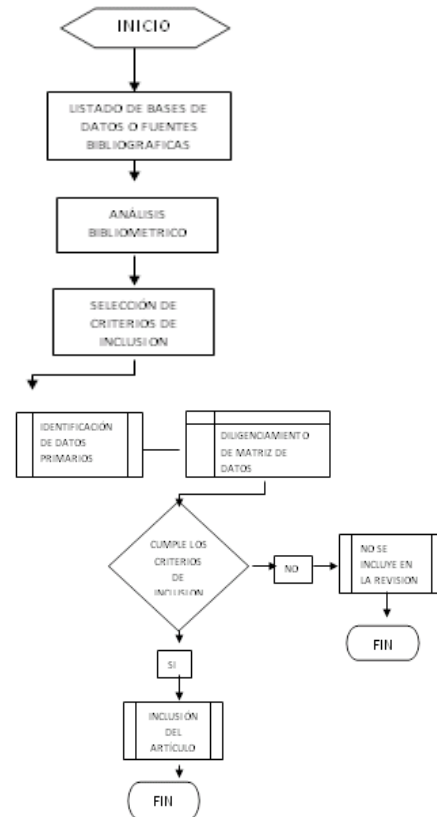 INICIO
LISTADO DE BASES DE
DATOS O FUENTES
BIBLIOGRAFICAS
ANÁLISIS
BIBLIOMETRICO
SELECCIÓN DE
CRITERIOS DE
INCLUSION
IDENTIFICACIÓN
DE DATOS
PRIMARIOS
DILIGENCIAMIENTO
DE MATRIZ DE
DATOS
CUMPLE LOS
CRITERIOS
DE
INCLUSION
NO
NO SE
INCLUYE EN
LA REVISION
FIN
SI
INCLUSIÓN
DEL
ARTÍCULO
FIN